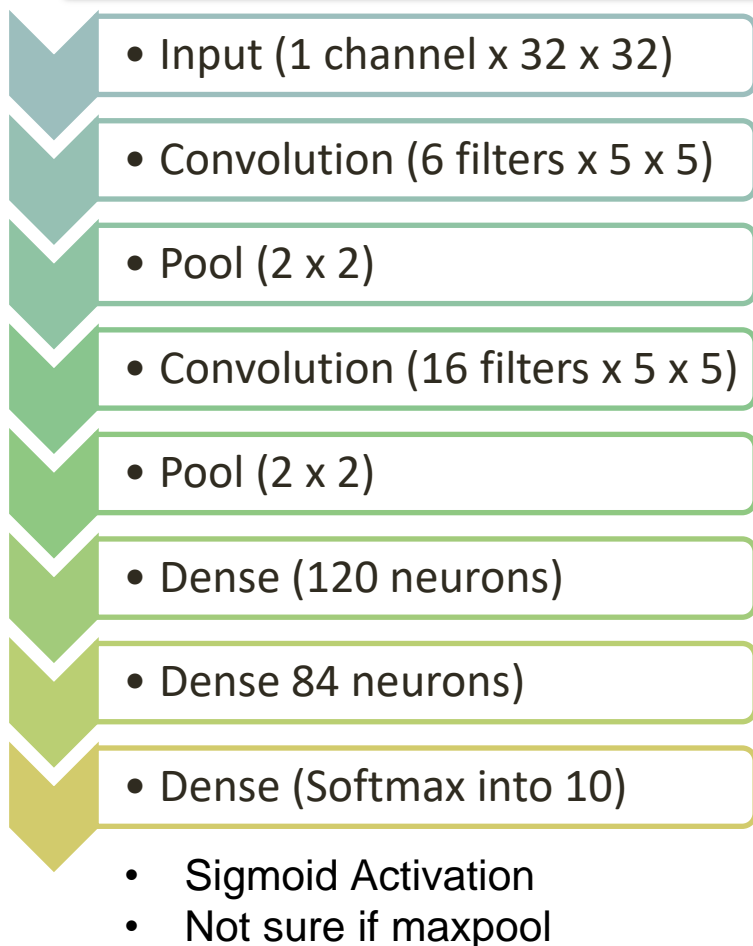 • Input (1 channel x 32 x 32)
• Convolution (6 filters x 5 x 5)
• Pool (2 x 2)
• Convolution (16 filters x 5 x 5)
• Pool (2 x 2)
• Dense (120 neurons)
• Dense 84 neurons)
• Dense (Softmax into 10)
• Sigmoid Activation
• Not sure if maxpool